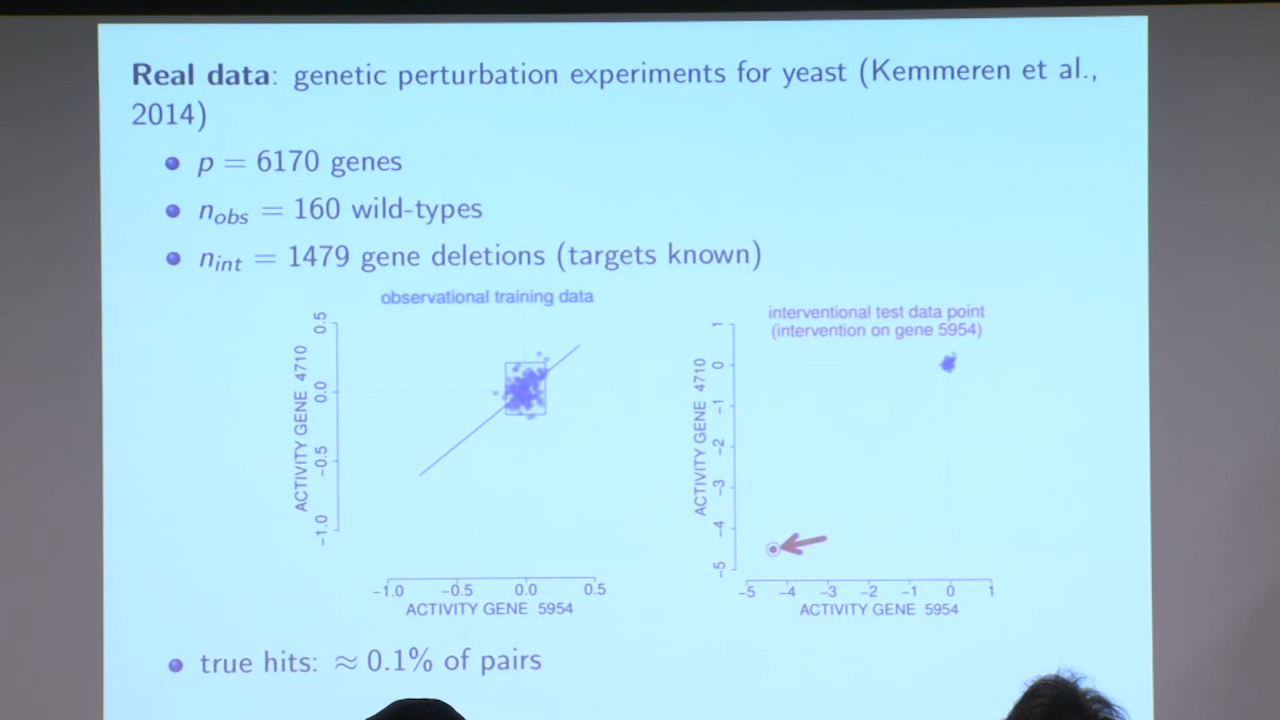 Real data: genetic perturbation experiments for yeast (Kemmeren et al.,
2014)
p = 6170 genes
n_obs = 160 wild-types
n_int = 1479 gene deletions (targets known)
observational training data
ACTIVITY GENE 4710
0.5
0.0
−0.5
−1.0
−1.0 −0.5 0.0 0.5
ACTIVITY GENE 5954
interventional test data point
(intervention on gene 5954)
ACTIVITY GENE 4710
1
0
−1
−2
−3
−4
−5
−5 −4 −3 −2 −1 0 1
ACTIVITY GENE 5954
true hits: ≈ 0.1% of pairs